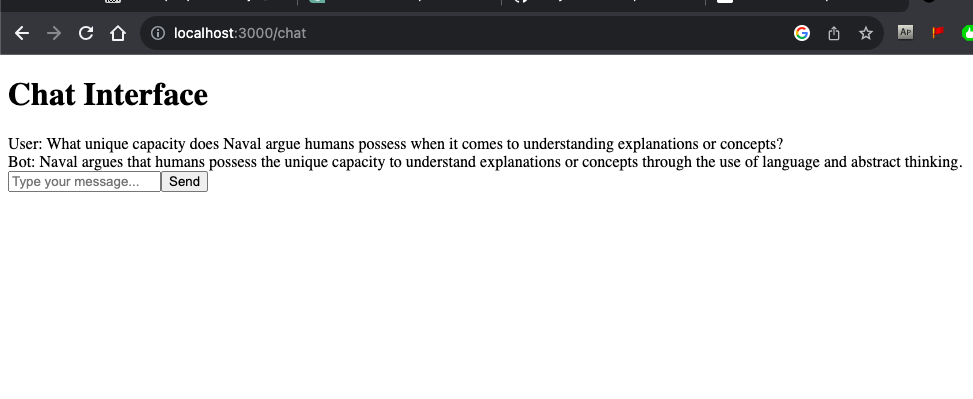 localhost:3000/chat
AP
Chat Interface
User: What unique capacity does Naval argue humans possess when it comes to understanding explanations or concepts?
Bot: Naval argues that humans possess the unique capacity to understand explanations or concepts through the use of language and abstract thinking.
Type your message... Send